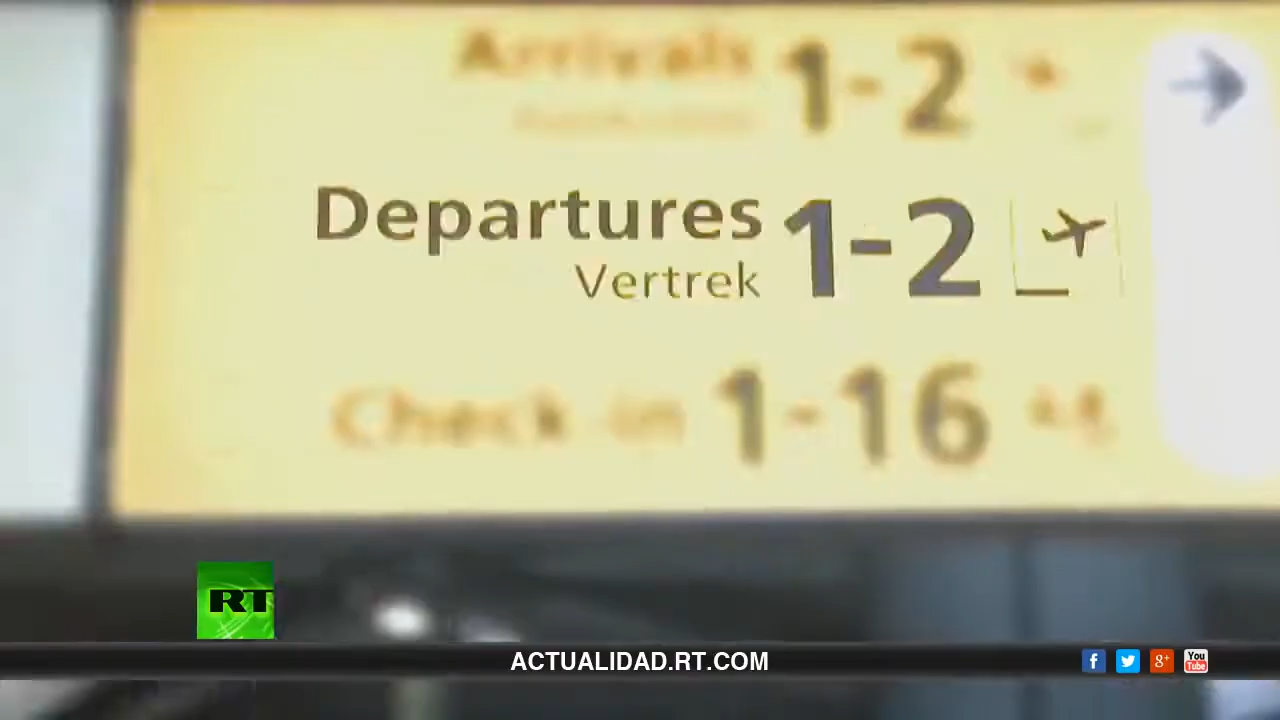 Arrivals 1-2
Departures 1-2
Vertrek
Check-in 1-16
RT
ACTUALIDAD.RT.COM
f g+ You Tube